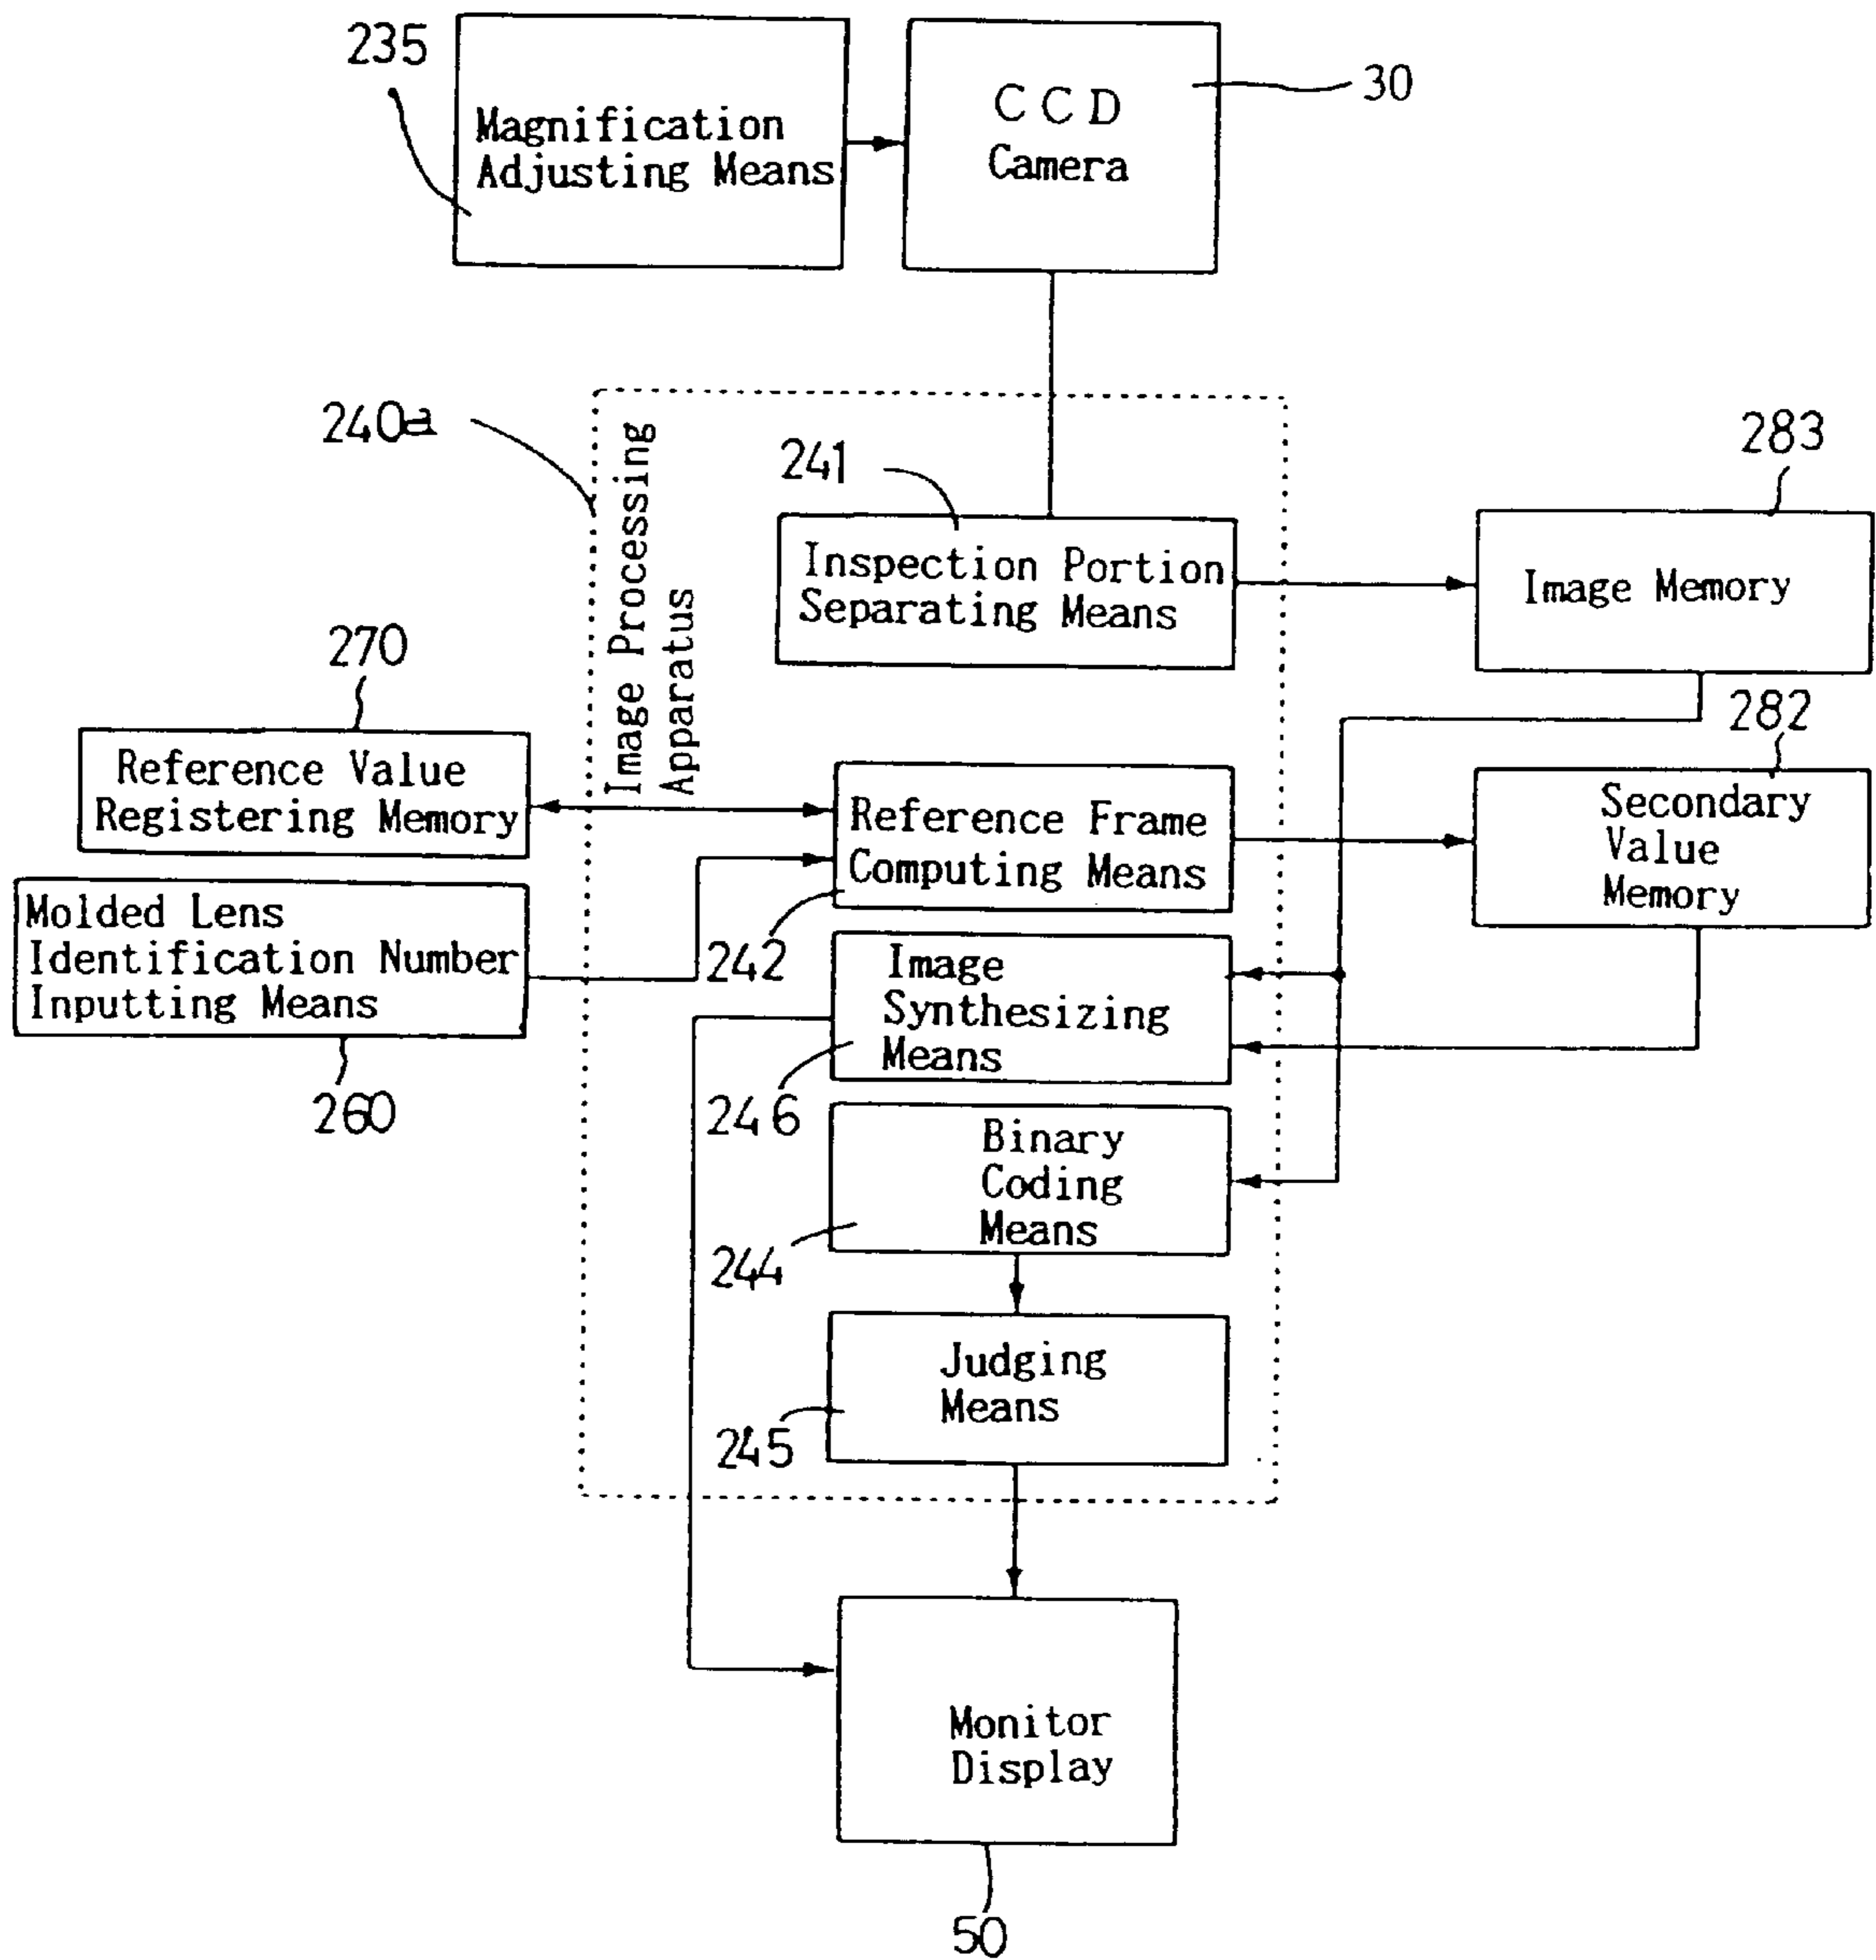 235
Magnification
Adjusting Means
CCD
Camera
30
240a
Image Processing
Apparatus
241
Inspection Portion
Separating Means
283
Image Memory
270
Reference Value
Registering Memory
282
Secondary
Value
Memory
Reference Frame
Computing Means
242
Molded Lens
Identification Number
Inputting Means
260
Image
Synthesizing
Means
246
Binary
Coding
Means
244
Judging
Means
245
Monitor
Display
50